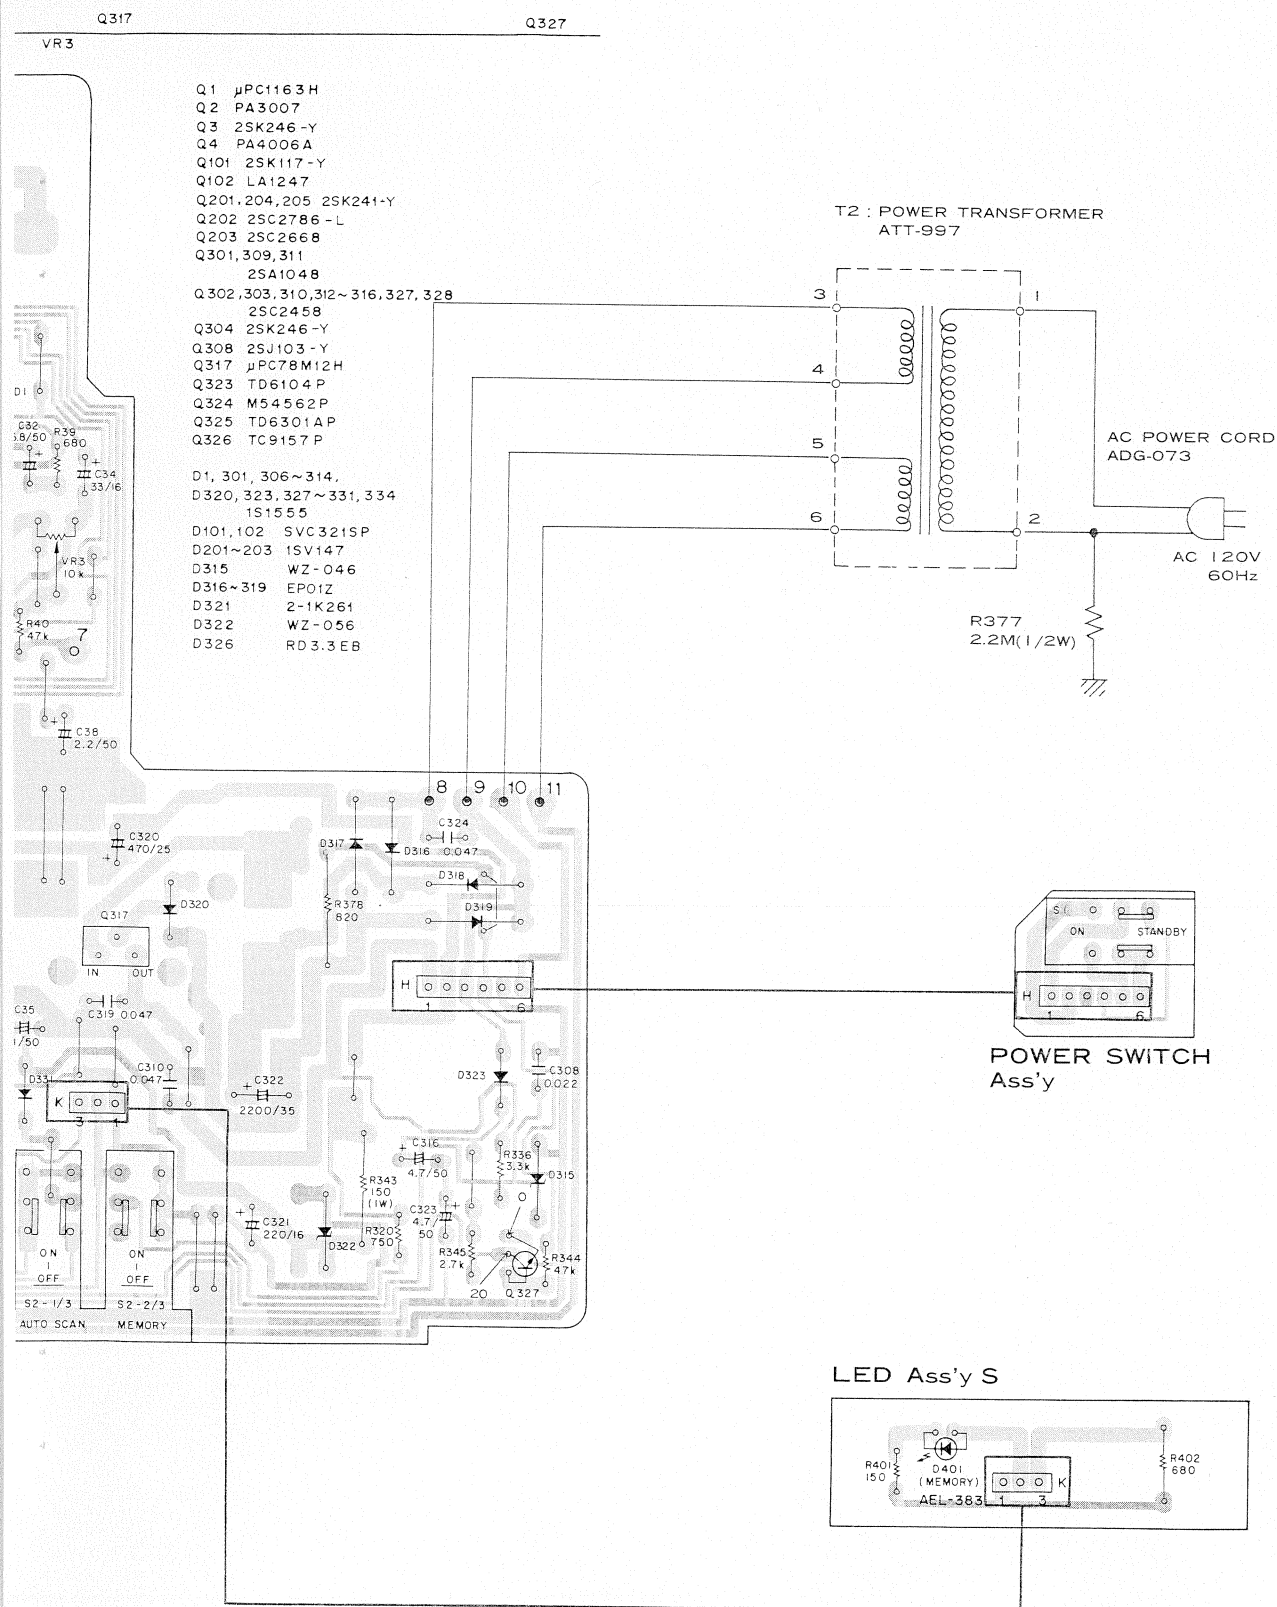 Q317
Q327
VR3
Q1 μPC1163H
Q2 PA3007
Q3 2SK246-Y
Q4 PA4006A
Q101 2SK117-Y
Q102 LA1247
Q201,204,205 2SK241-Y
Q202 2SC2786-L
Q203 2SC2668
Q301,309,311
2SA1048
Q302,303,310,312~316,327,328
2SC2458
Q304 2SK246-Y
Q308 2SJ103-Y
Q317 μPC78M12H
Q323 TD6104P
Q324 M54562P
Q325 TD6301AP
Q326 TC9157P
D1, 301, 306~314,
D320,323,327~331,334
1S1555
D101,102 SVC321SP
D201~203 1SV147
D315 WZ-046
D316~319 EP01Z
D321 2-1K261
D322 WZ-056
D326 RD3.3EB
T2 : POWER TRANSFORMER
ATT-997
3
1
4
5
6
2
AC POWER CORD
ADG-073
AC 120V
60Hz
R377
2.2M(1/2W)
D1
C32
R39
680
C34
33/16
VR3
10k
R40
47k
7
C38
2.2/50
8 9 10 11
C320
470/25
D317
D316
C324
0.047
D318
D319
R378
820
D320
Q317
IN OUT
H
1 6
C35
1/50
C319 0.047
C310
0.047
C322
2200/35
D323
C308
0.022
K
3 1
C316
4.7/50
R336
3.3k
D315
R343
150
(1W)
0
C323
4.7/
50
C321
220/16
D322
R320
750
R345
2.7k
R344
47k
20
Q327
ON
I
OFF
ON
I
OFF
S2-1/3
S2-2/3
AUTO SCAN
MEMORY
ON STANDBY
H
1 6
POWER SWITCH
Ass'y
LED Ass'y S
R401
150
D401
(MEMORY)
AEL-383
K
1 3
R402
680